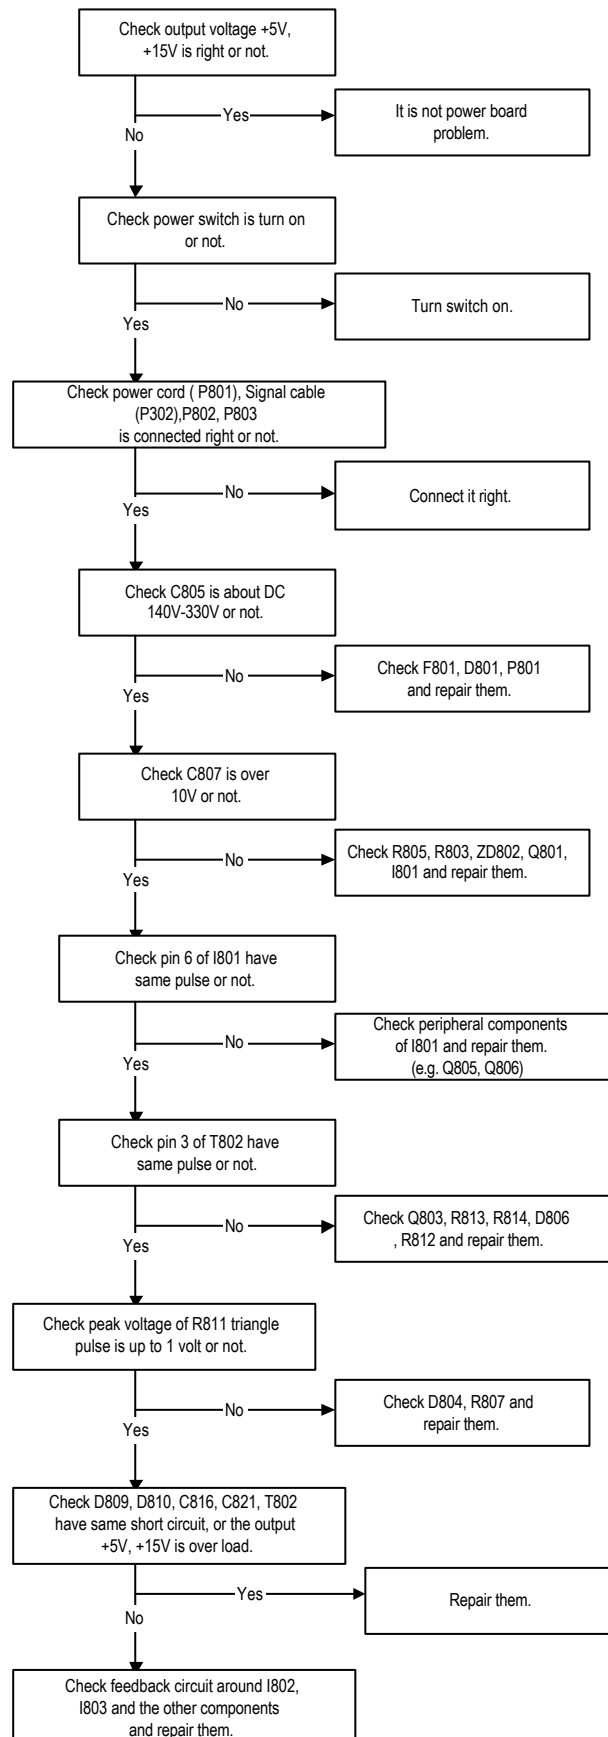 Check output voltage +5V,
+15V is right or not.
Yes
It is not power board
problem.
No
Check power switch is turn on
or not.
No
Turn switch on.
Yes
Check power cord ( P801), Signal cable
(P302),P802, P803
is connected right or not.
No
Connect it right.
Yes
Check C805 is about DC
140V-330V or not.
No
Check F801, D801, P801
and repair them.
Yes
Check C807 is over
10V or not.
No
Check R805, R803, ZD802, Q801,
I801 and repair them.
Yes
Check pin 6 of I801 have
same pulse or not.
No
Check peripheral components
of I801 and repair them.
(e.g. Q805, Q806)
Yes
Check pin 3 of T802 have
same pulse or not.
No
Check Q803, R813, R814, D806
, R812 and repair them.
Yes
Check peak voltage of R811 triangle
pulse is up to 1 volt or not.
No
Check D804, R807 and
repair them.
Yes
Check D809, D810, C816, C821, T802
have same short circuit, or the output
+5V, +15V is over load.
Yes
Repair them.
No
Check feedback circuit around I802,
I803 and the other components
and repair them.